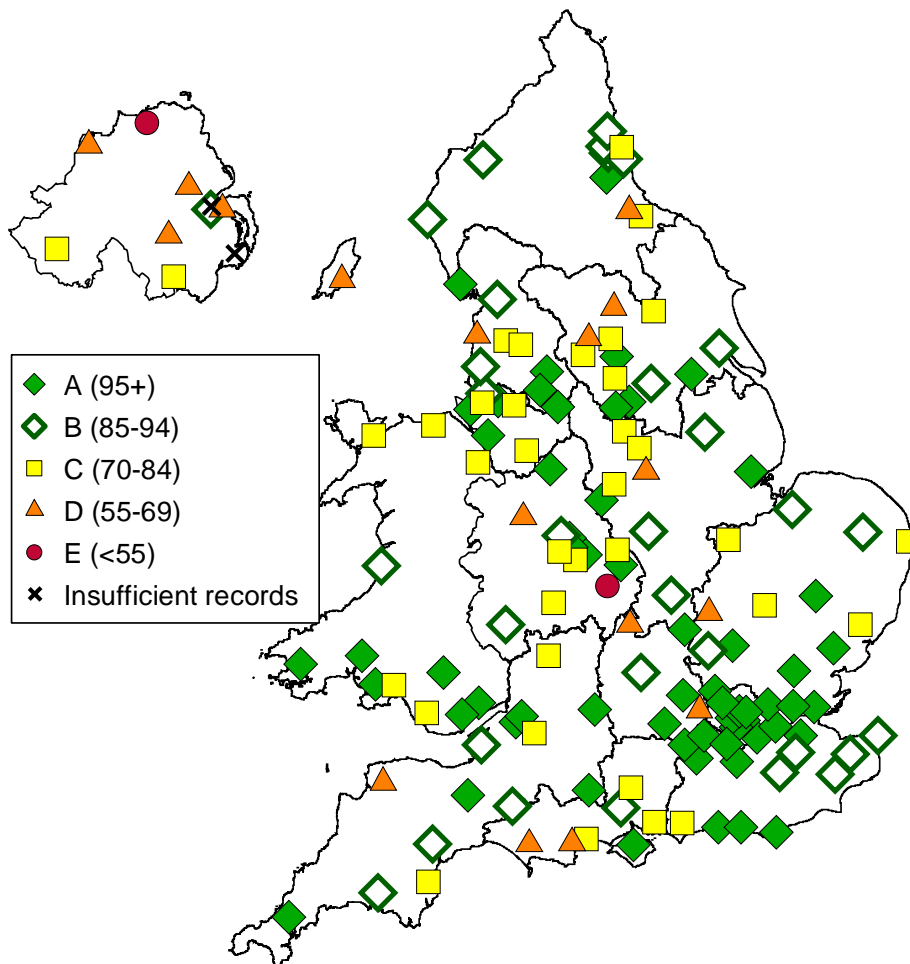 A (95+)
B (85-94)
C (70-84)
D (55-69)
E (<55)
Insufficient records